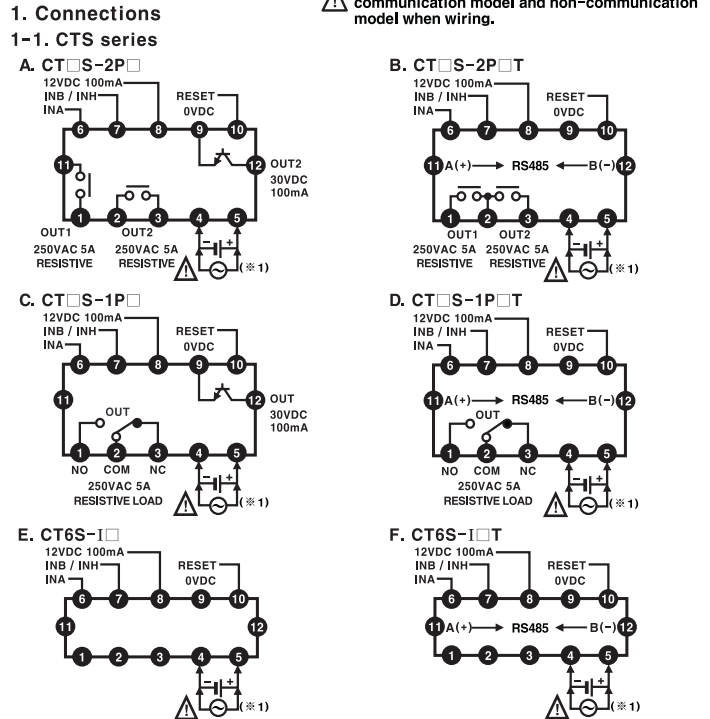 1. Connections
⚠ communication model and non-communication
model when wiring.
1-1. CTS series
A. CT□S-2P□
12VDC 100mA
INB / INH
INA
RESET
0VDC
6 7 8 9 10
11
12
OUT2
30VDC
100mA
1 2 3 4 5
OUT1
250VAC 5A
RESISTIVE
OUT2
250VAC 5A
RESISTIVE
- +
(※1)
B. CT□S-2P□T
12VDC 100mA
INB / INH
INA
RESET
0VDC
6 7 8 9 10
11 A(+) → RS485 ← B(-) 12
1 2 3 4 5
OUT1
250VAC 5A
RESISTIVE
OUT2
250VAC 5A
RESISTIVE
- +
(※1)
C. CT□S-1P□
12VDC 100mA
INB / INH
INA
RESET
0VDC
6 7 8 9 10
11
12
OUT
30VDC
100mA
OUT
1 2 3 4 5
NO COM NC
250VAC 5A
RESISTIVE LOAD
- +
(※1)
D. CT□S-1P□T
12VDC 100mA
INB / INH
INA
RESET
0VDC
6 7 8 9 10
11 A(+) → RS485 ← B(-) 12
OUT
1 2 3 4 5
NO COM NC
250VAC 5A
RESISTIVE LOAD
- +
(※1)
E. CT6S-I□
12VDC 100mA
INB / INH
INA
RESET
0VDC
6 7 8 9 10
11
12
1 2 3 4 5
- +
(※1)
F. CT6S-I□T
12VDC 100mA
INB / INH
INA
RESET
0VDC
6 7 8 9 10
11 A(+) → RS485 ← B(-) 12
1 2 3 4 5
- +
(※1)